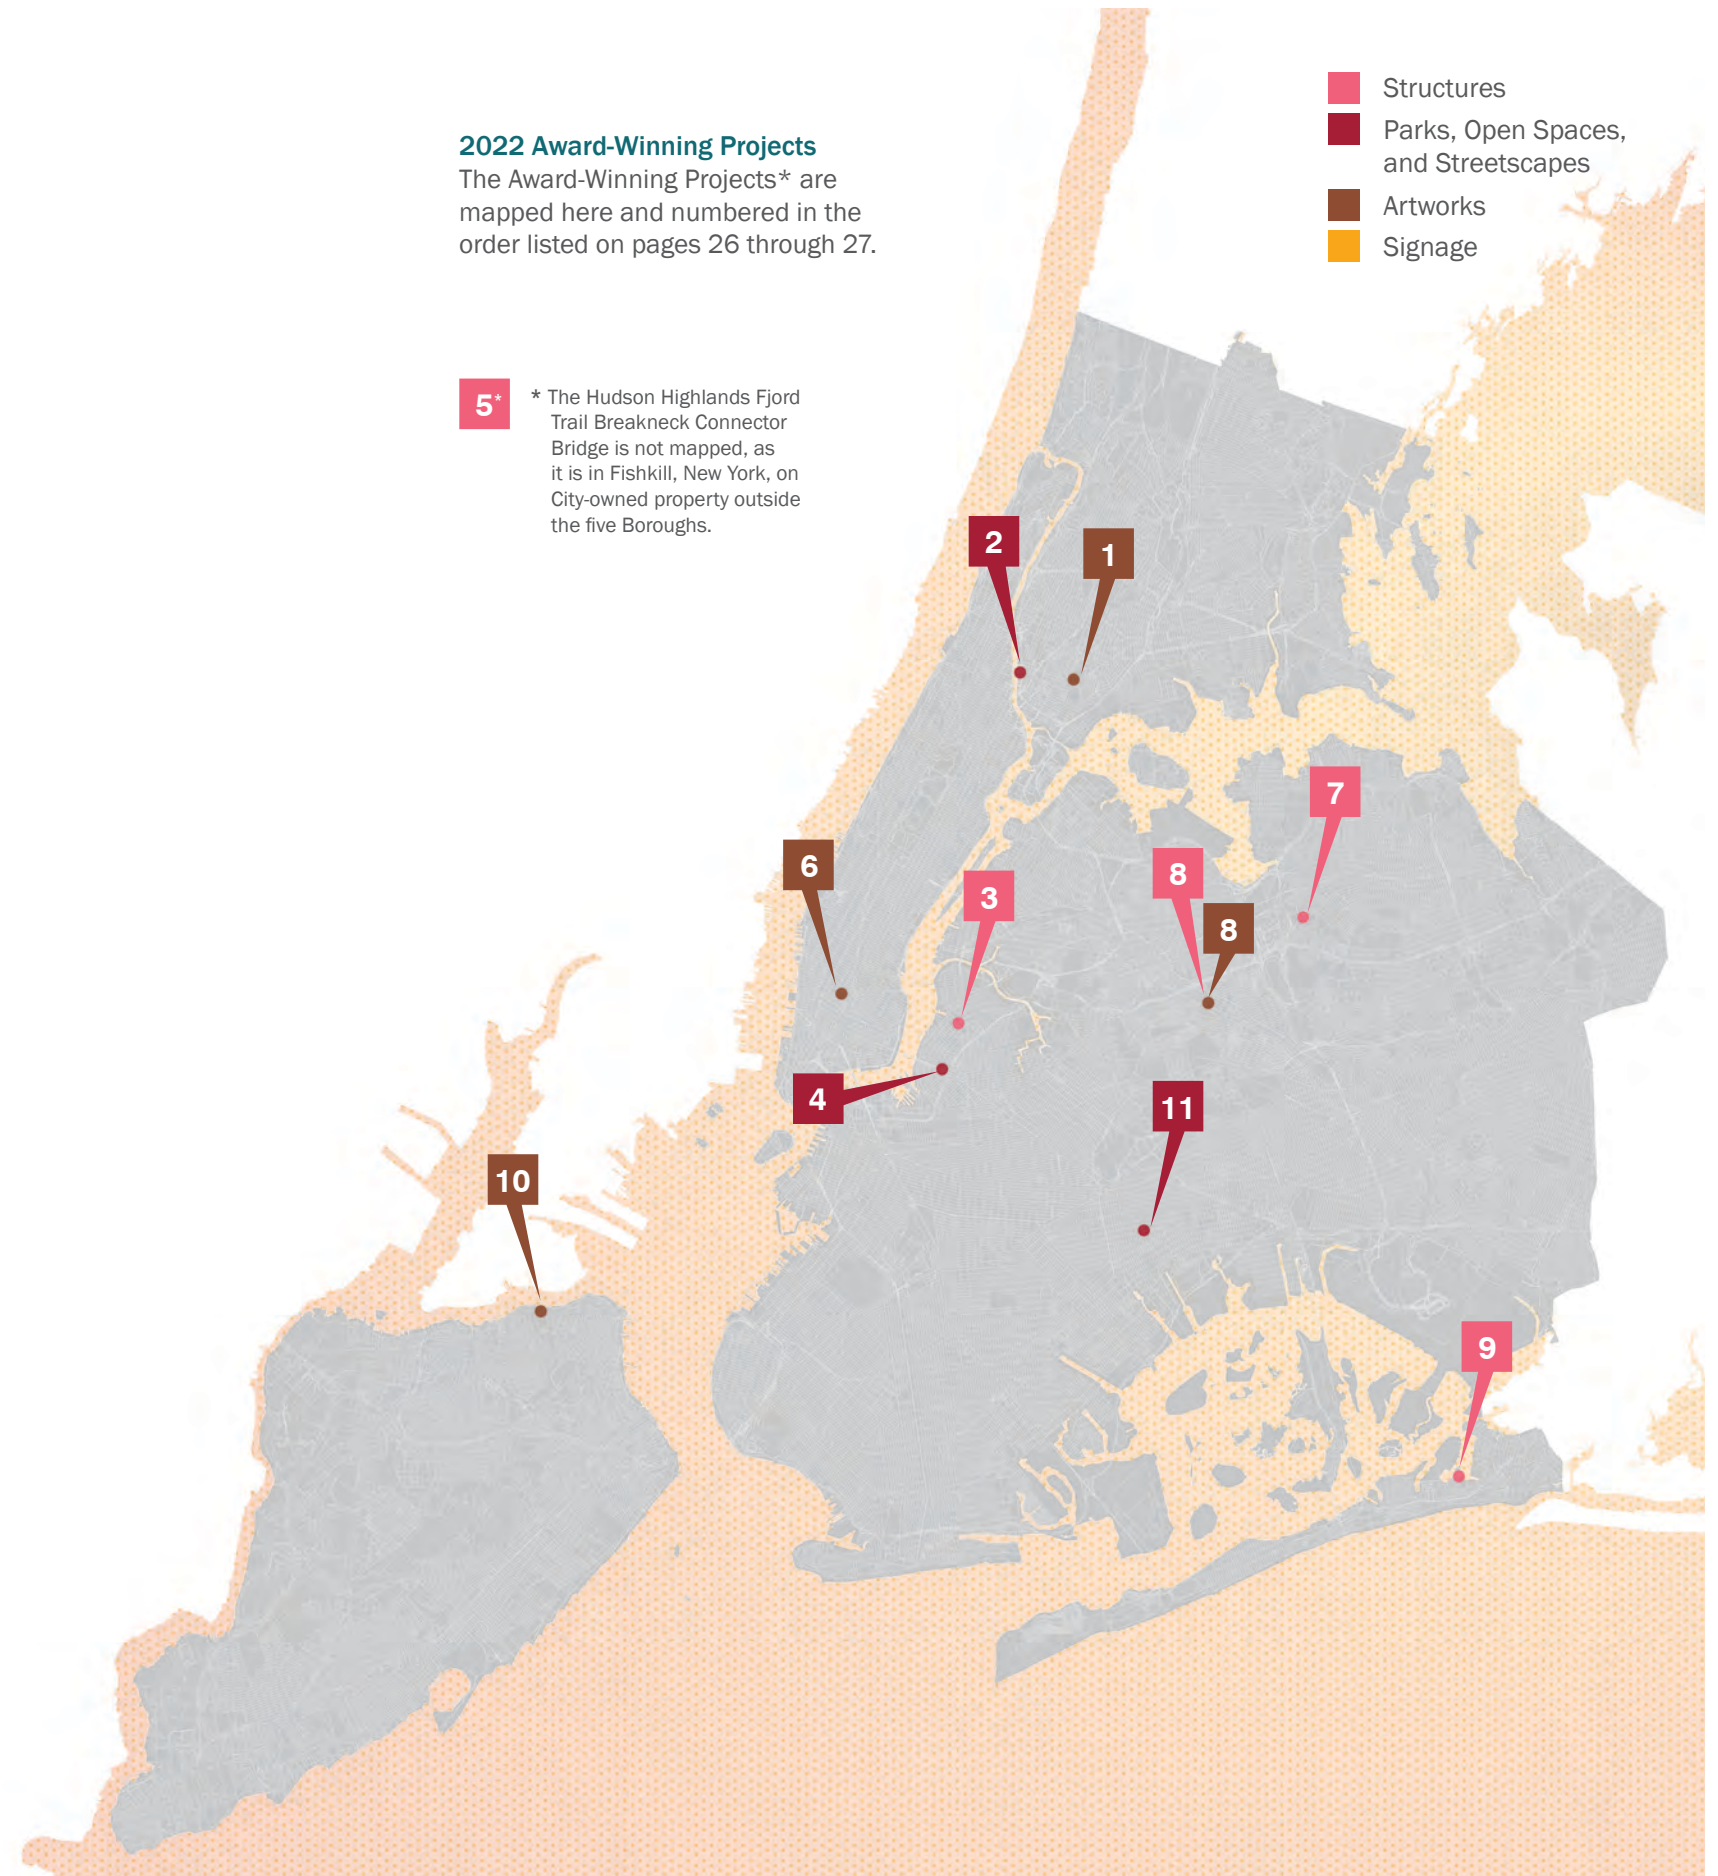 Structures
Parks, Open Spaces,
and Streetscapes
Artworks
Signage
2022 Award-Winning Projects
The Award-Winning Projects* are
mapped here and numbered in the
order listed on pages 26 through 27.
5*
* The Hudson Highlands Fjord
Trail Breakneck Connector
Bridge is not mapped, as
it is in Fishkill, New York, on
City-owned property outside
the five Boroughs.
2
1
7
6
8
3
8
4
11
10
9